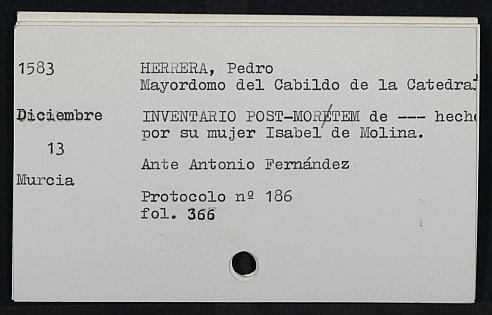 1583 HERRERA, Pedro
Mayordomo del Cabildo de la Catedral
Diciembre INVENTARIO POST-MORETEM de --- hecho
13 por su mujer Isabel de Molina.
Ante Antonio Fernández
Murcia
Protocolo nº 186
fol. 366